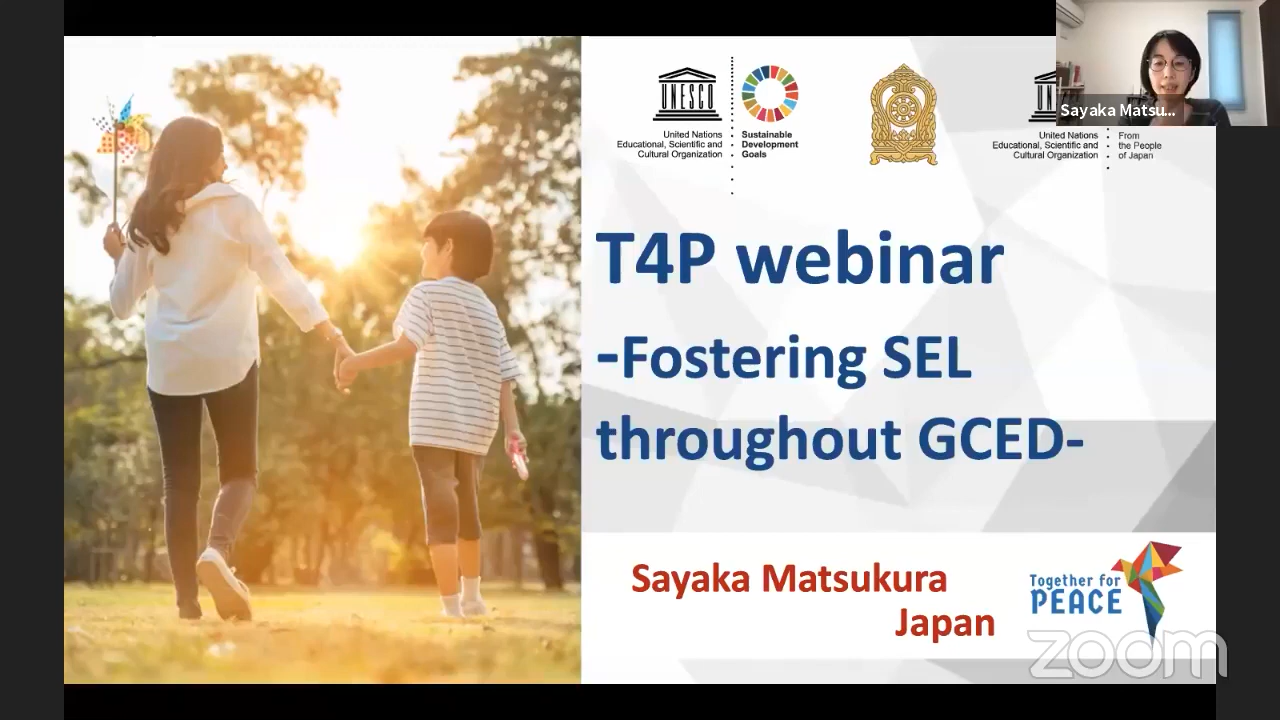 Sayaka Matsu...
UNESCO
United Nations
Educational, Scientific and
Cultural Organization
Sustainable
Development
Goals
UN
United Nations
Educational, Scientific and
Cultural Organization
From
the People
of Japan
T4P webinar
-Fostering SEL
throughout GCED-
Sayaka Matsukura
Japan
Together for
PEACE
zoom